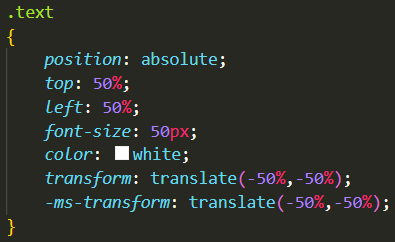 .text
{
    position: absolute;
    top: 50%;
    left: 50%;
    font-size: 50px;
    color: white;
    transform: translate(-50%,-50%);
    -ms-transform: translate(-50%,-50%);
}